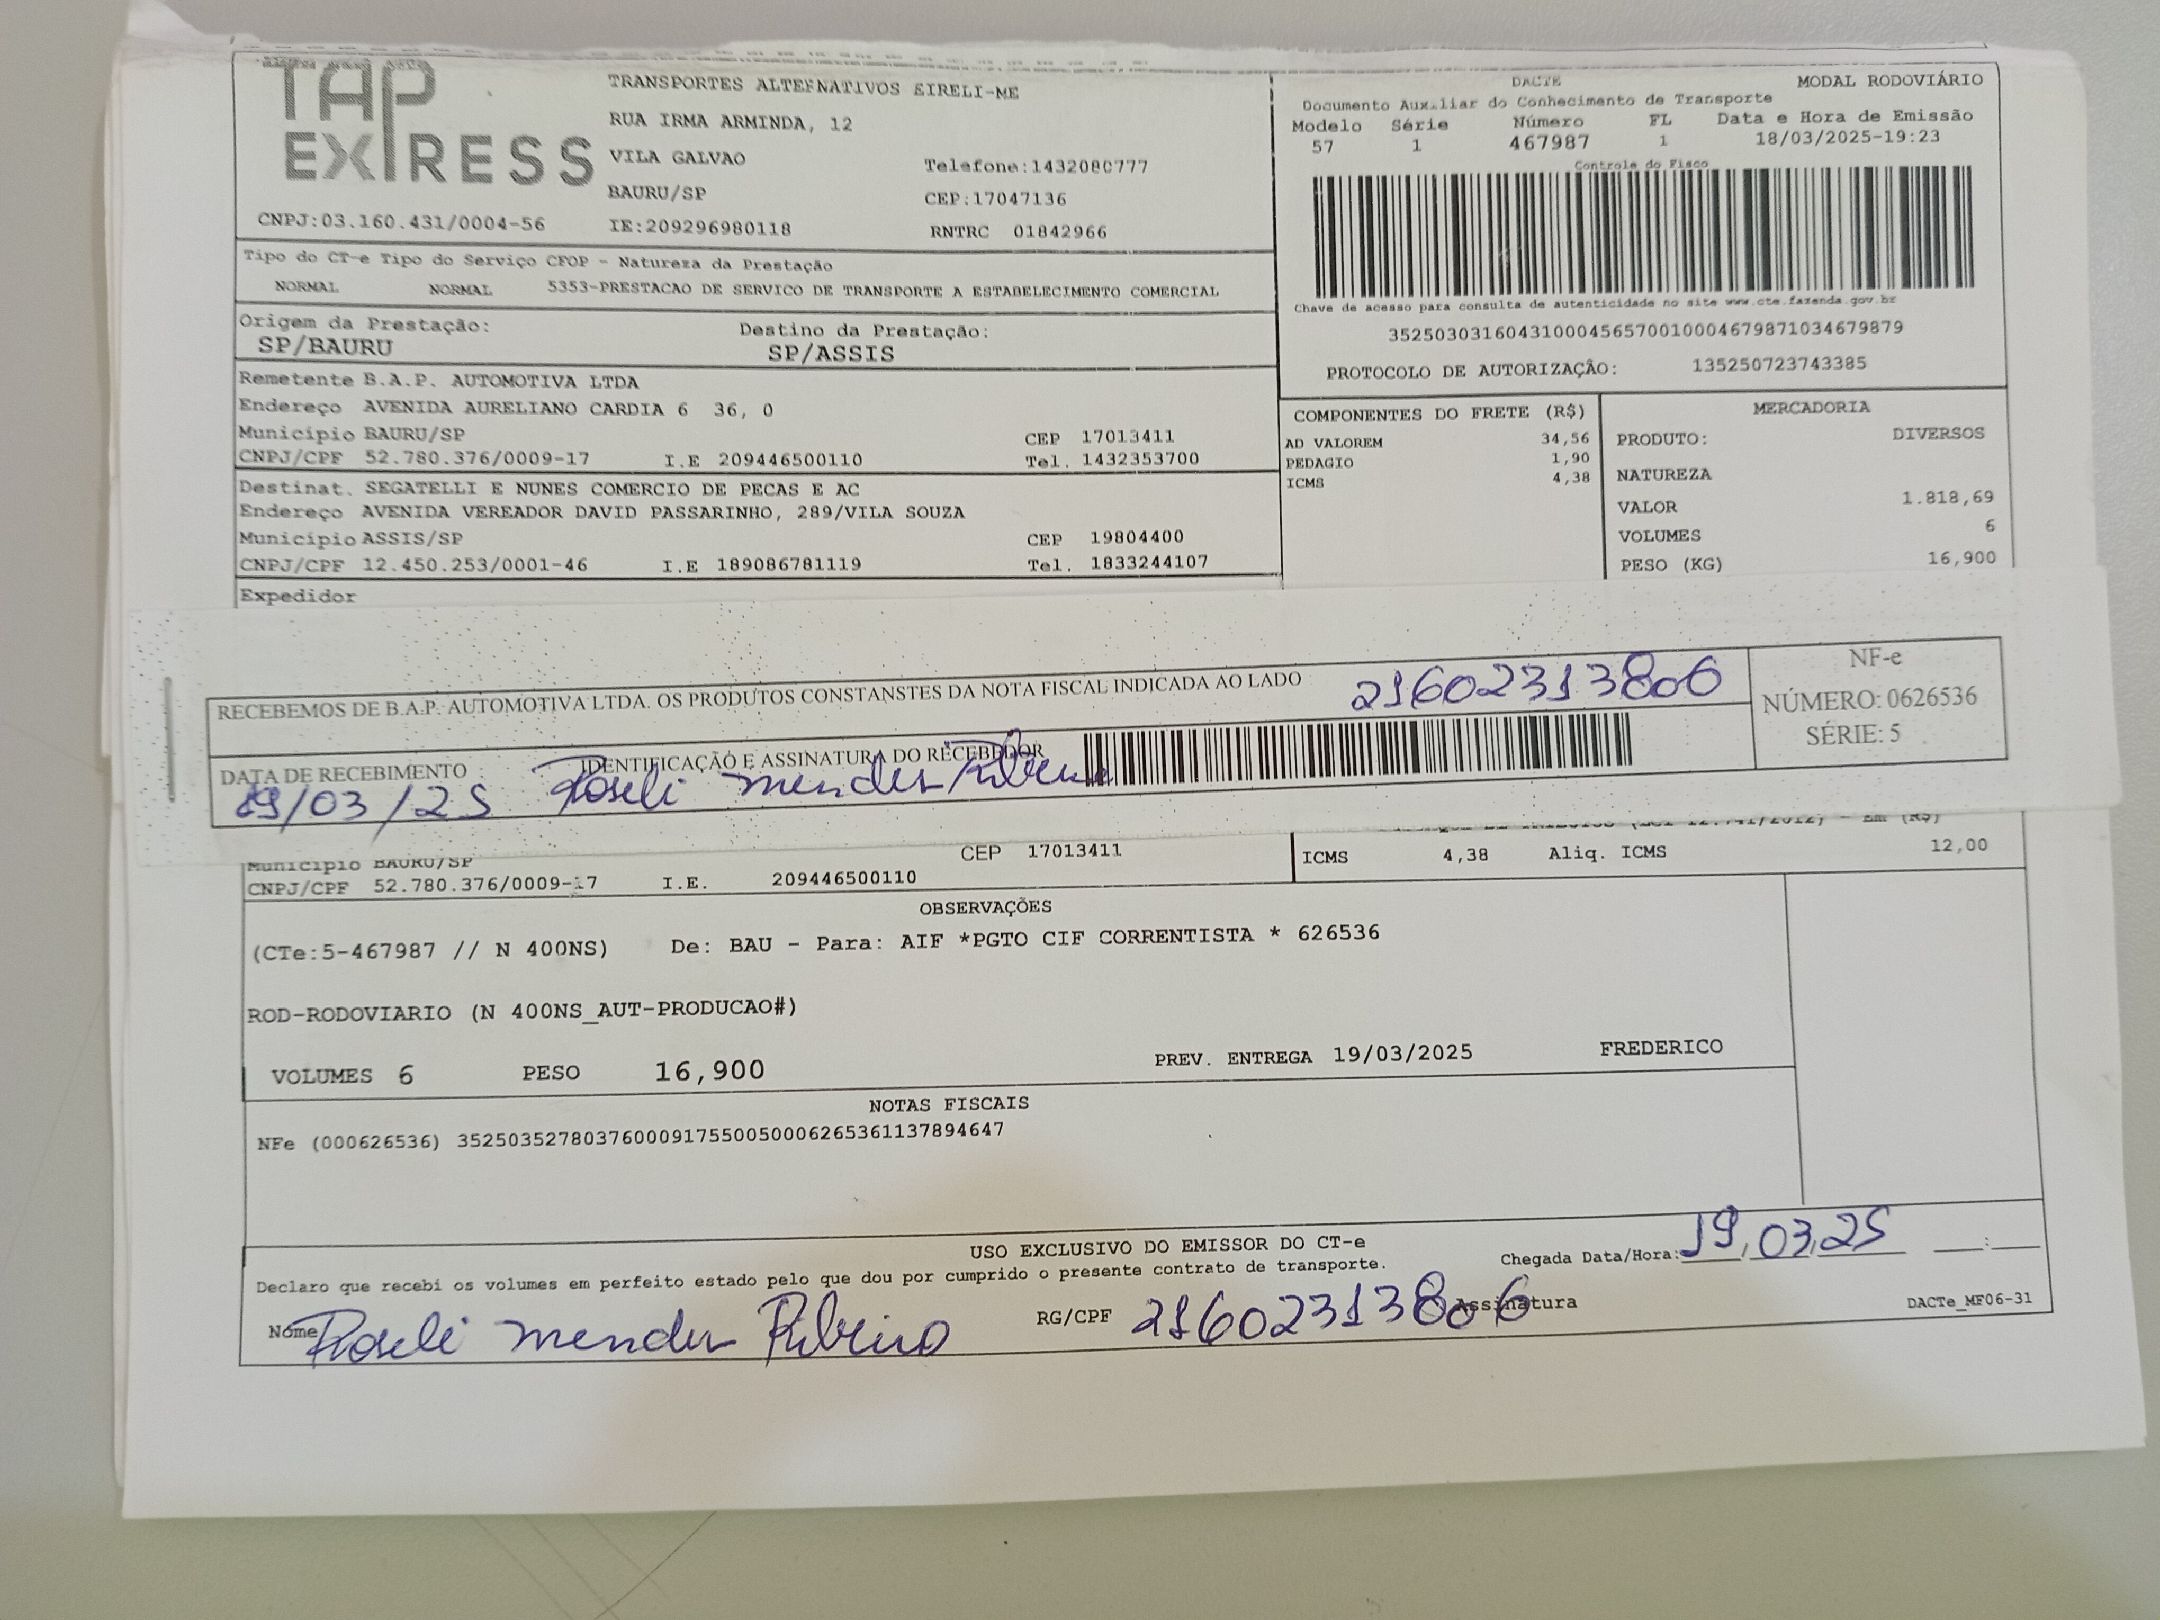 TAP EXPRESS
TRANSPORTES ALTERNATIVOS EIRELI-ME
RUA IRMA ARMINDA, 12
VILA GALVAO Telefone:1432080777
BAURU/SP CEP:17047136
CNPJ:03.160.431/0004-56 IE:209296980118 RNTRC 01842966
DACTE MODAL RODOVIÁRIO
Documento Auxiliar do Conhecimento de Transporte
Modelo Série Número FL Data e Hora de Emissão
57 1 467987 1 18/03/2025-19:23
Controle do Fisco
Chave de acesso para consulta de autenticidade no site www.cte.fazenda.gov.br
35250303160431000456570010004679871034679879
PROTOCOLO DE AUTORIZAÇÃO: 135250723743385
Tipo do CT-e Tipo do Serviço CFOP - Natureza da Prestação
NORMAL NORMAL 5353-PRESTACAO DE SERVICO DE TRANSPORTE A ESTABELECIMENTO COMERCIAL
Origem da Prestação: Destino da Prestação:
SP/BAURU SP/ASSIS
Remetente B.A.P. AUTOMOTIVA LTDA
Endereço AVENIDA AURELIANO CARDIA 6 36, 0
Município BAURU/SP CEP 17013411
CNPJ/CPF 52.780.376/0009-17 I.E 209446500110 Tel. 1432353700
Destinat. SEGATELLI E NUNES COMERCIO DE PECAS E AC
Endereço AVENIDA VEREADOR DAVID PASSARINHO, 289/VILA SOUZA
Município ASSIS/SP CEP 19804400
CNPJ/CPF 12.450.253/0001-46 I.E 189086781119 Tel. 1833244107
Expedidor
COMPONENTES DO FRETE (R$)
AD VALOREM 34,56
PEDAGIO 1,90
ICMS 4,38
MERCADORIA
PRODUTO: DIVERSOS
NATUREZA
VALOR 1.818,69
VOLUMES 6
PESO (KG) 16,900
RECEBEMOS DE B.A.P. AUTOMOTIVA LTDA. OS PRODUTOS CONSTANSTES DA NOTA FISCAL INDICADA AO LADO 21602313806
NF-e
NÚMERO: 0626536
SÉRIE: 5
DATA DE RECEBIMENTO IDENTIFICAÇÃO E ASSINATURA DO RECEBEDOR
19/03/25 Roseli mendes Ribeiro
Município BAURU/SP CEP 17013411
CNPJ/CPF 52.780.376/0009-17 I.E. 209446500110
ICMS 4,38 Aliq. ICMS 12,00
OBSERVAÇÕES
(CTe:5-467987 // N 400NS) De: BAU - Para: AIF *PGTO CIF CORRENTISTA * 626536
ROD-RODOVIARIO (N 400NS_AUT-PRODUCAO#)
VOLUMES 6 PESO 16,900 PREV. ENTREGA 19/03/2025 FREDERICO
NOTAS FISCAIS
NFe (000626536) 35250352780376000917550050006265361137894647
USO EXCLUSIVO DO EMISSOR DO CT-e
Declaro que recebi os volumes em perfeito estado pelo que dou por cumprido o presente contrato de transporte.
Chegada Data/Hora: 19,03,25 :
Nome Roseli mendes Ribeiro RG/CPF 21602313806 Assinatura
DACTe_MF06-31